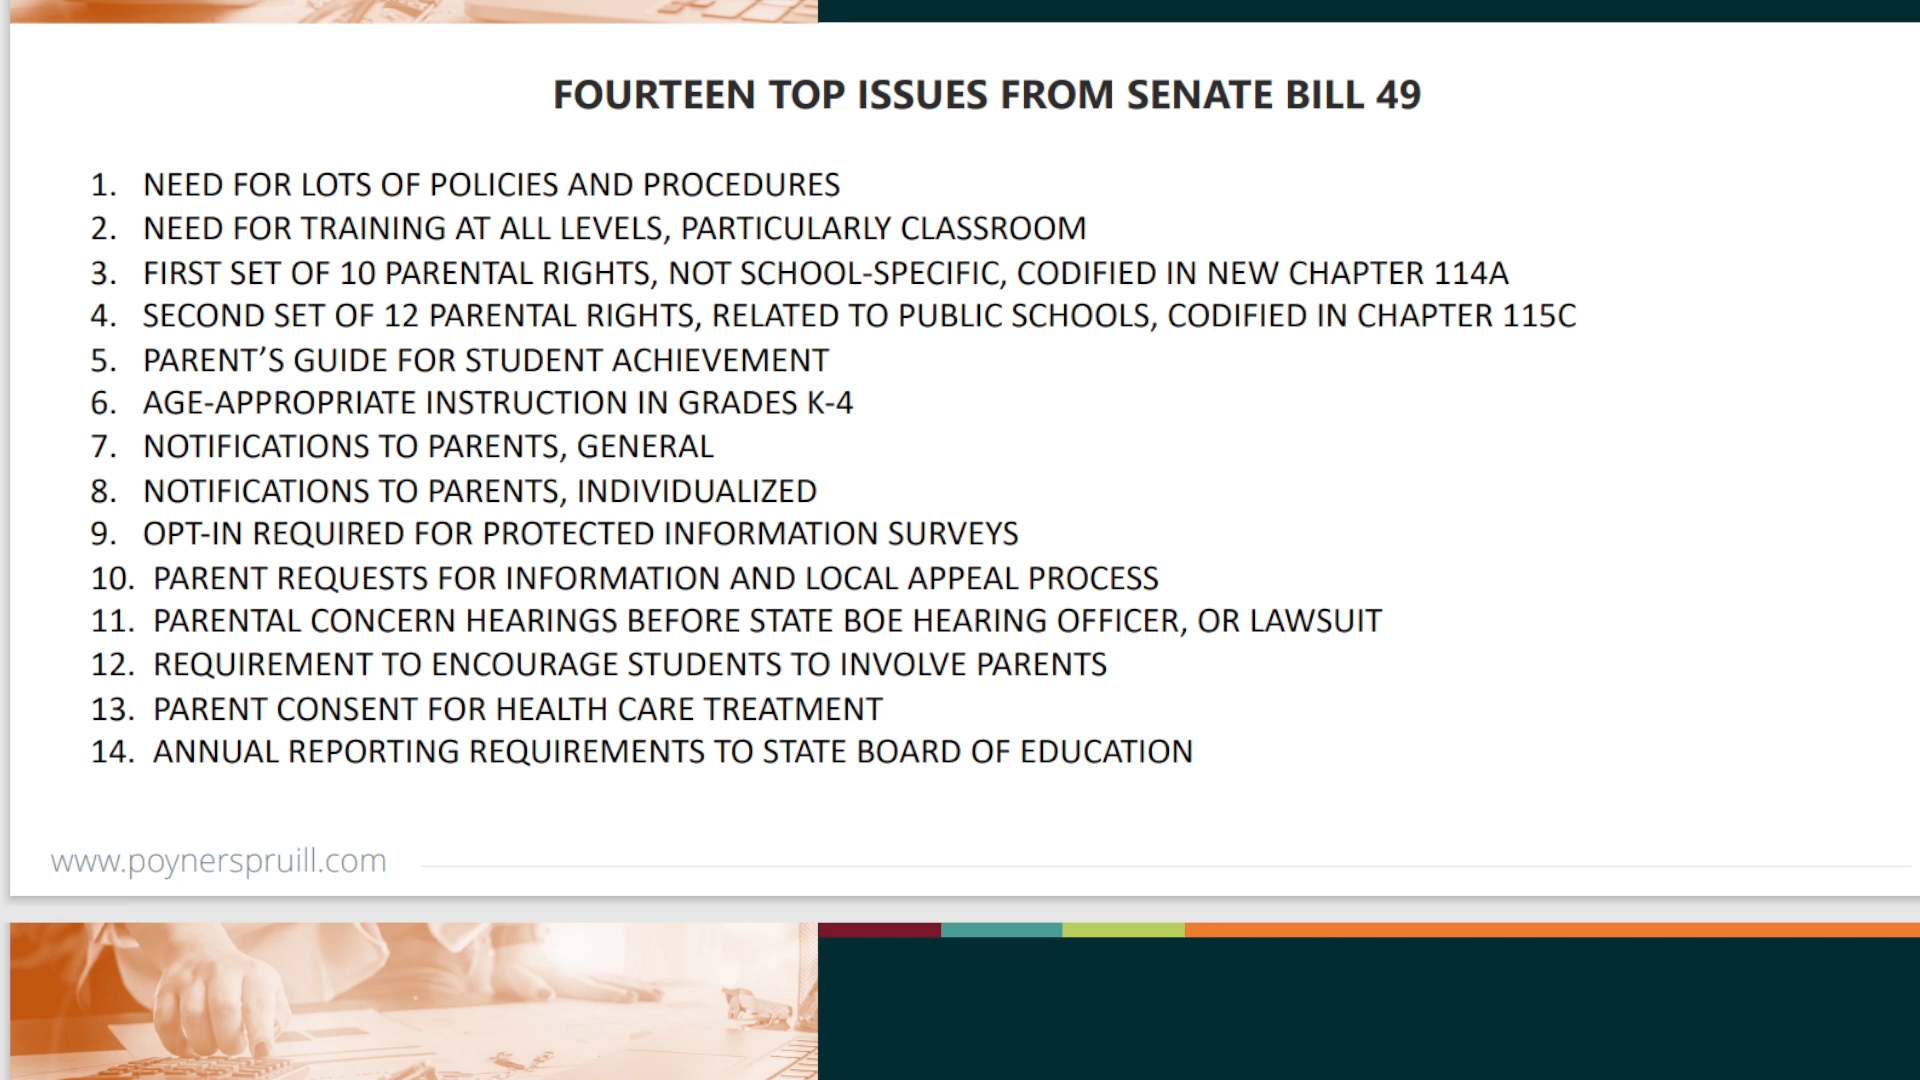 FOURTEEN TOP ISSUES FROM SENATE BILL 49
1. NEED FOR LOTS OF POLICIES AND PROCEDURES
2. NEED FOR TRAINING AT ALL LEVELS, PARTICULARLY CLASSROOM
3. FIRST SET OF 10 PARENTAL RIGHTS, NOT SCHOOL-SPECIFIC, CODIFIED IN NEW CHAPTER 114A
4. SECOND SET OF 12 PARENTAL RIGHTS, RELATED TO PUBLIC SCHOOLS, CODIFIED IN CHAPTER 115C
5. PARENT’S GUIDE FOR STUDENT ACHIEVEMENT
6. AGE-APPROPRIATE INSTRUCTION IN GRADES K-4
7. NOTIFICATIONS TO PARENTS, GENERAL
8. NOTIFICATIONS TO PARENTS, INDIVIDUALIZED
9. OPT-IN REQUIRED FOR PROTECTED INFORMATION SURVEYS
10. PARENT REQUESTS FOR INFORMATION AND LOCAL APPEAL PROCESS
11. PARENTAL CONCERN HEARINGS BEFORE STATE BOE HEARING OFFICER, OR LAWSUIT
12. REQUIREMENT TO ENCOURAGE STUDENTS TO INVOLVE PARENTS
13. PARENT CONSENT FOR HEALTH CARE TREATMENT
14. ANNUAL REPORTING REQUIREMENTS TO STATE BOARD OF EDUCATION
www.poynerspruill.com